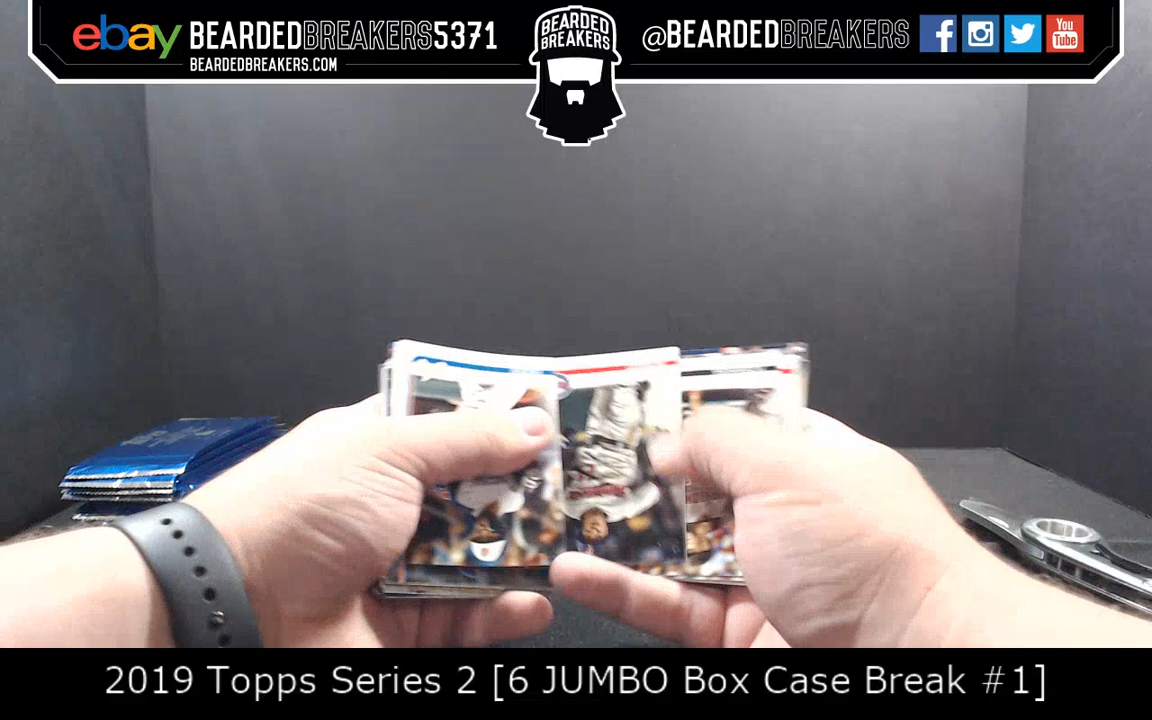 ebay BEARDEDBREAKERS5371
BEARDEDBREAKERS.COM
BEARDED
BREAKERS
@BEARDEDBREAKERS
You
Tube
2019 Topps Series 2 [6 JUMBO Box Case Break #1]